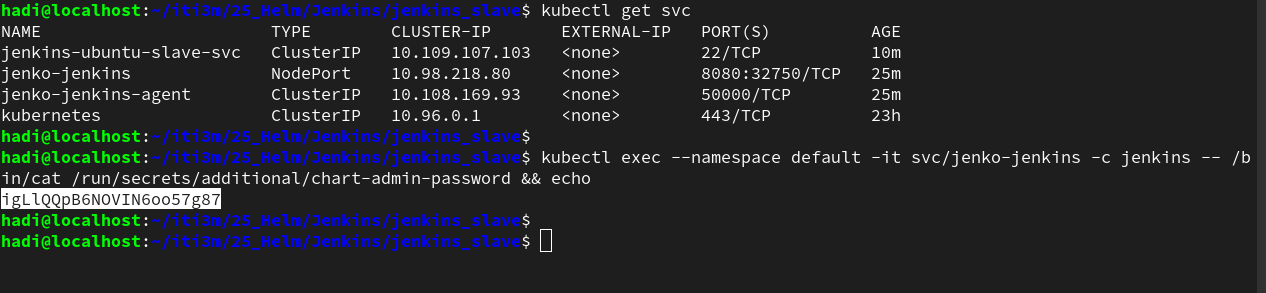 hadi@localhost:~/iti3m/25_Helm/Jenkins/jenkins_slave$ kubectl get svc
NAME TYPE CLUSTER-IP EXTERNAL-IP PORT(S) AGE
jenkins-ubuntu-slave-svc ClusterIP 10.109.107.103 <none> 22/TCP 10m
jenko-jenkins NodePort 10.98.218.80 <none> 8080:32750/TCP 25m
jenko-jenkins-agent ClusterIP 10.108.169.93 <none> 50000/TCP 25m
kubernetes ClusterIP 10.96.0.1 <none> 443/TCP 23h
hadi@localhost:~/iti3m/25_Helm/Jenkins/jenkins_slave$
hadi@localhost:~/iti3m/25_Helm/Jenkins/jenkins_slave$ kubectl exec --namespace default -it svc/jenko-jenkins -c jenkins -- /b
in/cat /run/secrets/additional/chart-admin-password && echo
igLlQQpB6NOVIN6oo57g87
hadi@localhost:~/iti3m/25_Helm/Jenkins/jenkins_slave$
hadi@localhost:~/iti3m/25_Helm/Jenkins/jenkins_slave$